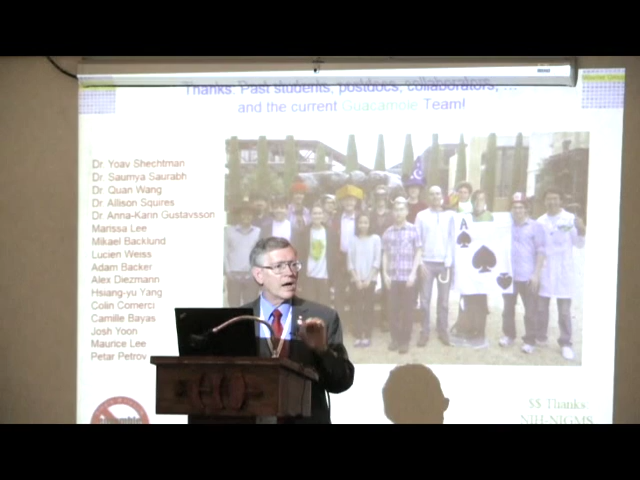 Thanks: Past students, postdocs, collaborators, ...
and the current Guacamole Team!
Dr. Yoav Shechtman
Dr. Saumya Saurabh
Dr. Quan Wang
Dr. Allison Squires
Dr. Anna-Karin Gustavsson
Marissa Lee
Mikael Backlund
Lucien Weiss
Adam Backer
Alex Diezmann
Hsiang-yu Yang
Colin Comerci
Camille Bayas
Josh Yoon
Maurice Lee
Petar Petrov
A
$$ Thanks
NIH-NIGMS